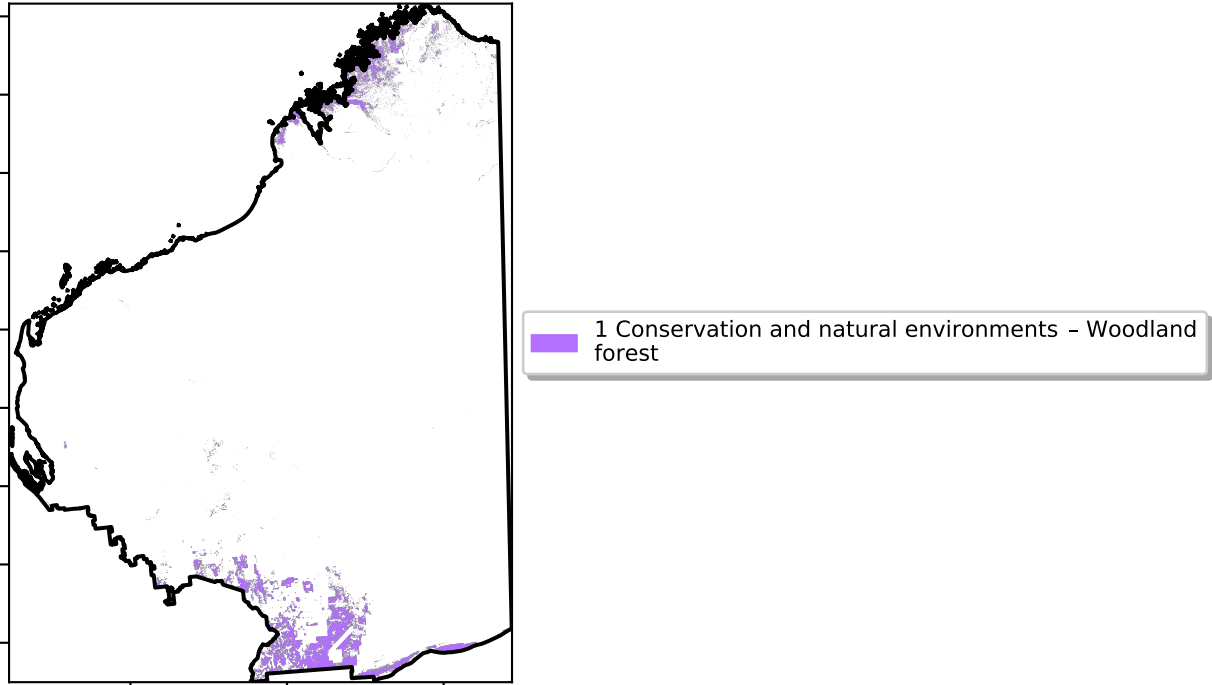 1 Conservation and natural environments – Woodland
forest